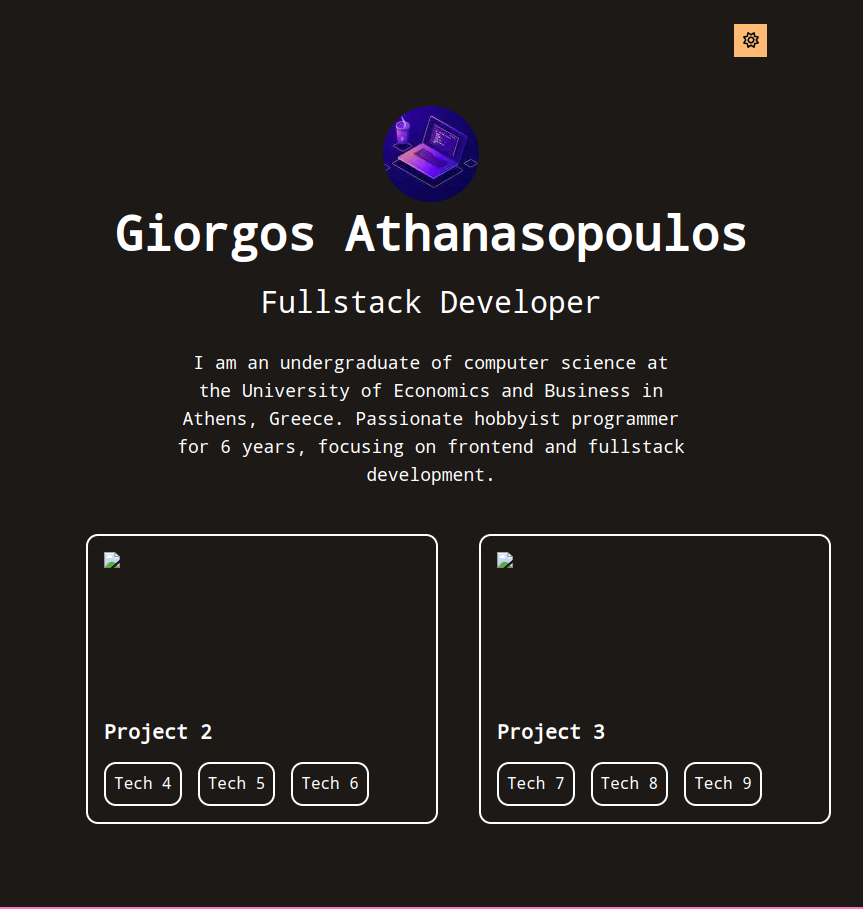 Giorgos Athanasopoulos
Fullstack Developer
I am an undergraduate of computer science at
the University of Economics and Business in
Athens, Greece. Passionate hobbyist programmer
for 6 years, focusing on frontend and fullstack
development.
Project 2
Tech 4 Tech 5 Tech 6
Project 3
Tech 7 Tech 8 Tech 9